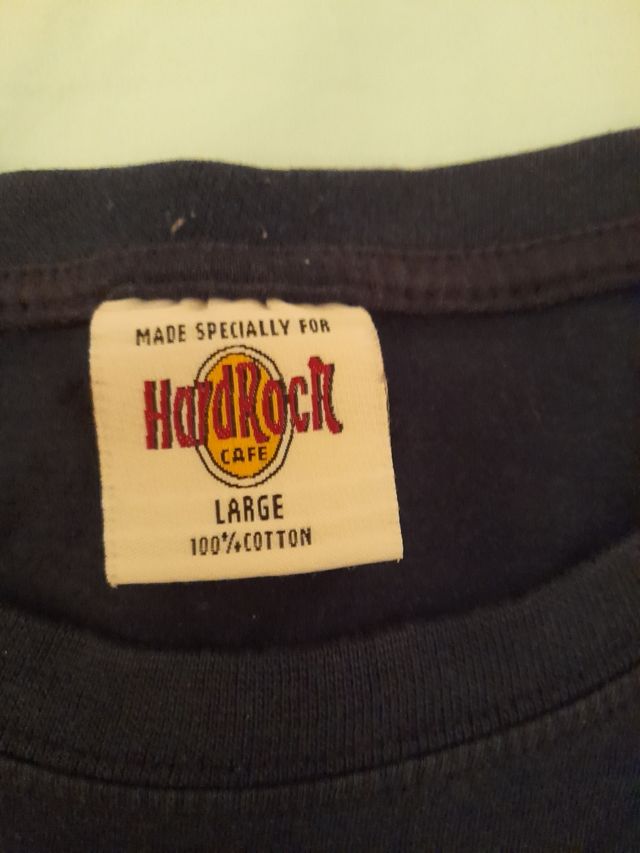 MADE SPECIALLY FOR
HardRock
CAFE
LARGE
100% COTTON